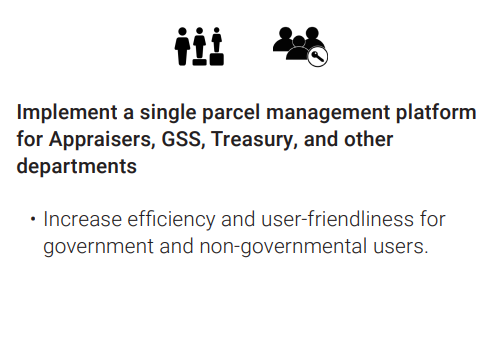 Implement a single parcel management platform
for Appraisers, GSS, Treasury, and other
departments
• Increase efficiency and user-friendliness for
government and non-governmental users.